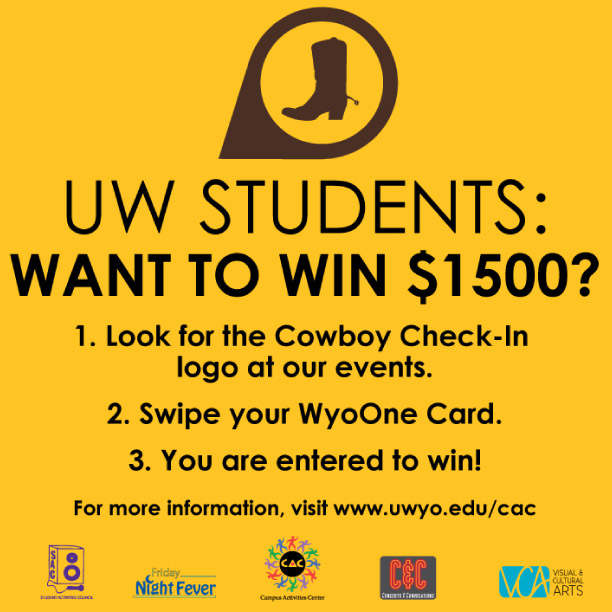 UW STUDENTS:
WANT TO WIN $1500?
1. Look for the Cowboy Check-In
logo at our events.
2. Swipe your WyoOne Card.
3. You are entered to win!
For more information, visit www.uwyo.edu/cac
SAC
STUDENT ACTIVITIES COUNCIL
Friday
Night Fever
CAC
Campus Activities Center
C&C
CONCERTS & CONVOCATIONS
VCA
VISUAL
& CULTURAL
ARTS